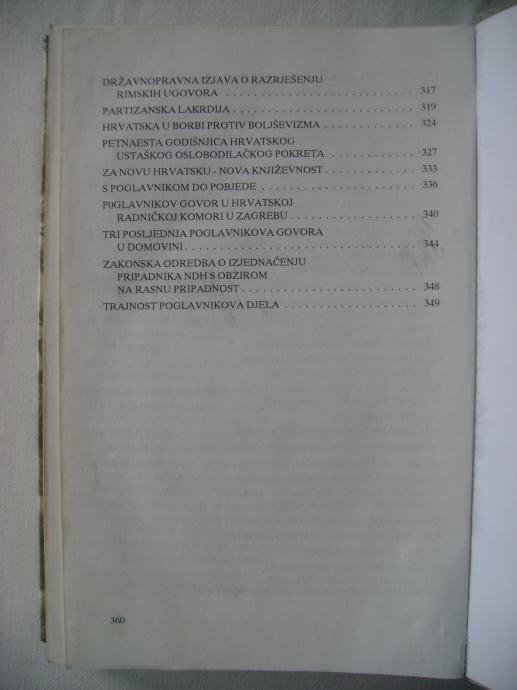 DRŽAVNOPRAVNA IZJAVA O RAZRJEŠENJU
RIMSKIH UGOVORA . . . . . . . . . . . . . . . . . . . . . . . . . . . 317
PARTIZANSKA LAKRDIJA . . . . . . . . . . . . . . . . . . . . . . . . . . 319
HRVATSKA U BORBI PROTIV BOLJŠEVIZMA . . . . . . . . . . . . 324
PETNAESTA GODIŠNJICA HRVATSKOG
USTAŠKOG OSLOBODILAČKOG POKRETA . . . . . . . . . . . . 327
ZA NOVU HRVATSKU - NOVA KNJIŽEVNOST . . . . . . . . . . . . 333
S POGLAVNIKOM DO POBJEDE . . . . . . . . . . . . . . . . . . . . . . 336
P0GLAVNIKOV GOVOR U HRVATSKOJ
RADNIČKOJ KOMORI U ZAGREBU . . . . . . . . . . . . . . . . . . 340
TRI POSLJEDNJA POGLAVNIKOVA GOVORA
U DOMOVINI . . . . . . . . . . . . . . . . . . . . . . . . . . . . . . . . 344
ZAKONSKA ODREDBA O IZJEDNAČENJU
PRIPADNIKA NDH S OBZIROM
NA RASNU PRIPADNOST . . . . . . . . . . . . . . . . . . . . . . . . 348
TRAJNOST POGLAVNIKOVA DJELA . . . . . . . . . . . . . . . . . . 349
360